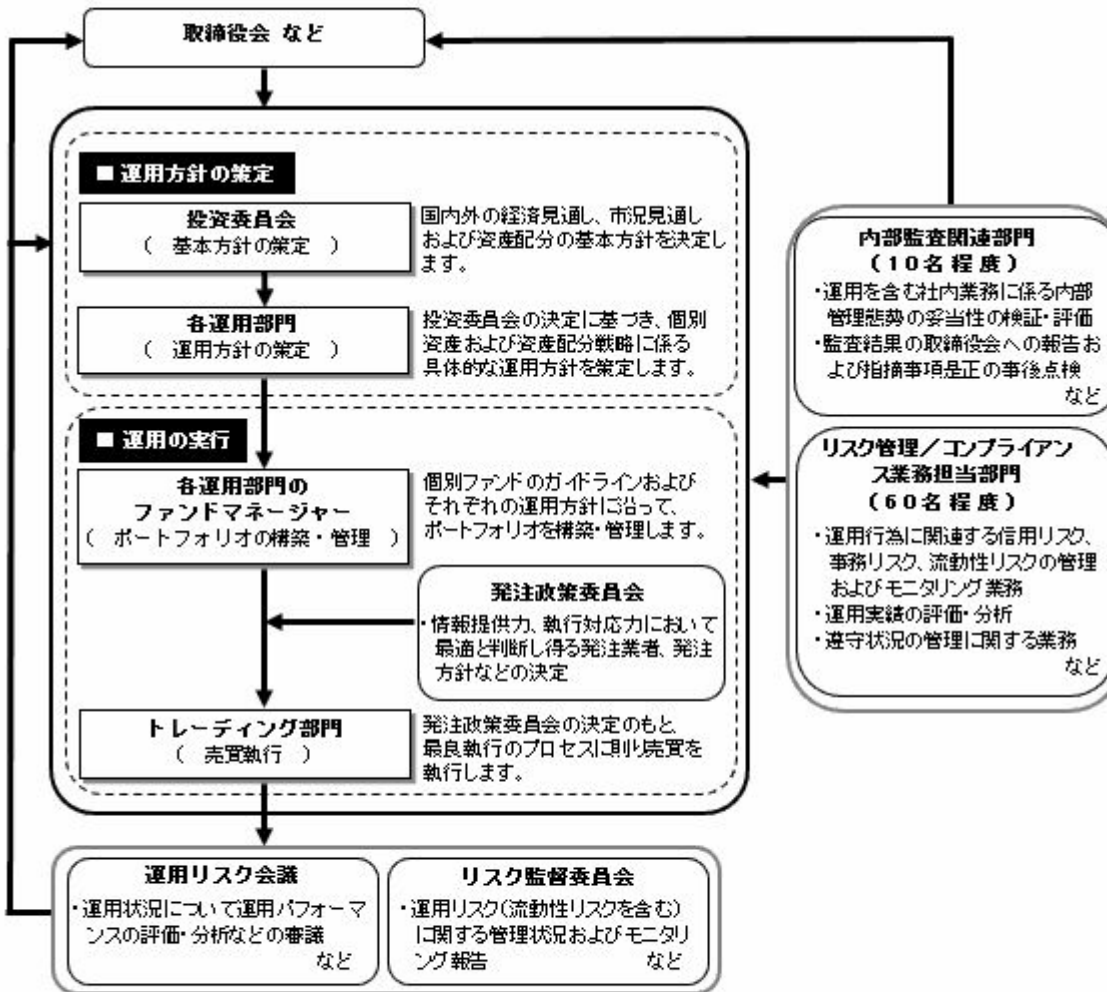 取締役会 など
■ 運用方針の策定
投資委員会
( 基本方針の策定 )
国内外の経済見通し、市況見通し
および資産配分の基本方針を決定し
ます。
各運用部門
( 運用方針の策定 )
投資委員会の決定に基づき、個別
資産および資産配分戦略に係る
具体的な運用方針を策定します。
■ 運用の実行
各運用部門の
ファンドマネージャー
( ポートフォリオの構築・管理 )
個別ファンドのガイドラインおよび
それぞれの運用方針に沿って、
ポートフォリオを構築・管理します。
発注政策委員会
・情報提供力、執行対応力において
最適と判断し得る発注業者、発注
方針などの決定
トレーディング部門
( 売買執行 )
発注政策委員会の決定のもと、
最良執行のプロセスに則り売買を
執行します。
内部監査関連部門
(10名程度)
・運用を含む社内業務に係る内部
管理態勢の妥当性の検証・評価
・監査結果の取締役会への報告お
よび指摘事項是正の事後点検
など
リスク管理/コンプライアン
ス業務担当部門
(60名程度)
・運用行為に関連する信用リスク、
事務リスク、流動性リスクの管理
およびモニタリング業務
・運用実績の評価・分析
・遵守状況の管理に関する業務
など
運用リスク会議
・運用状況について運用パフォーマ
ンスの評価・分析などの審議
など
リスク監督委員会
・運用リスク(流動性リスクを含む)
に関する管理状況およびモニタリ
ング報告 など